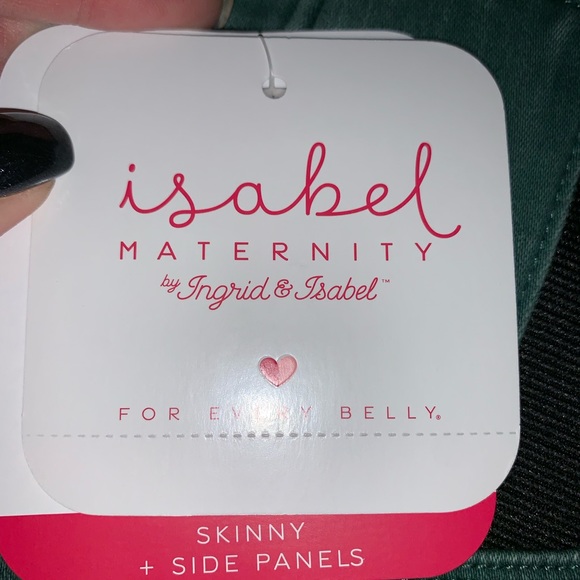 isabel
MATERNITY
by Ingrid & Isabel™
FOR EVERY BELLY®
SKINNY
+ SIDE PANELS